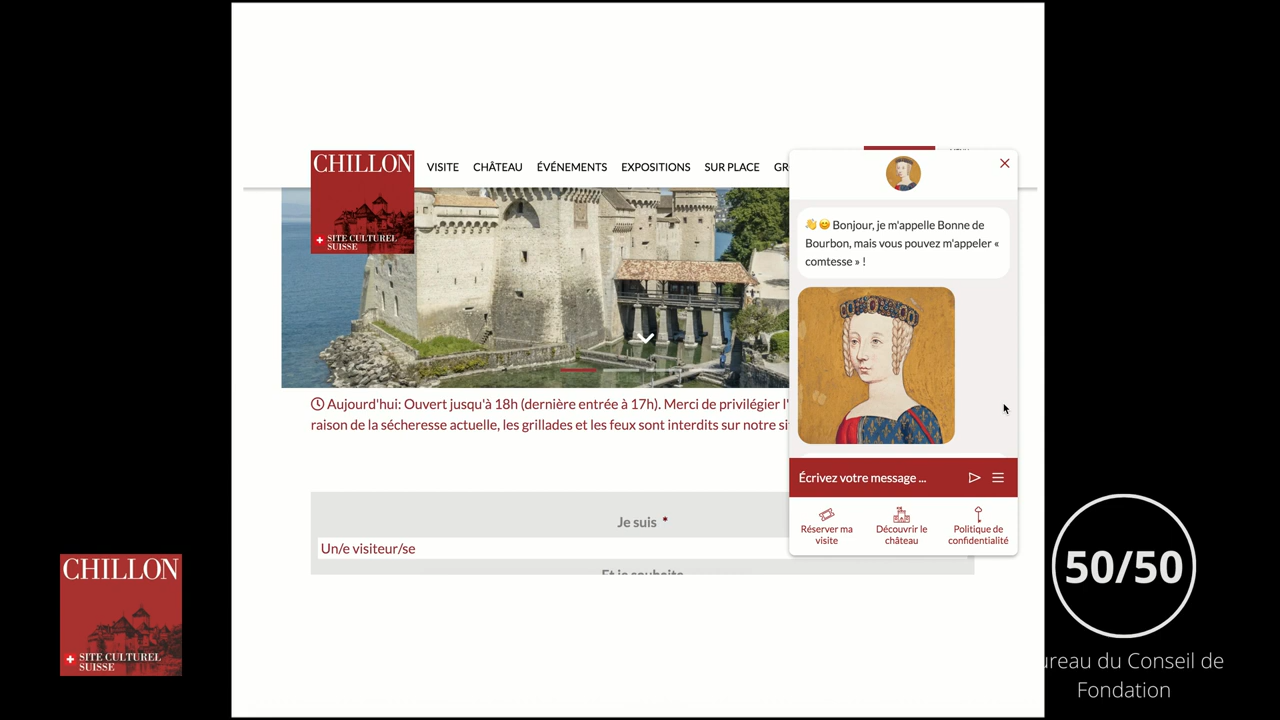 CHILLON
SITE CULTUREL
SUISSE
VISITE CHÂTEAU ÉVÉNEMENTS EXPOSITIONS SUR PLACE
👋😊 Bonjour, je m'appelle Bonne de
Bourbon, mais vous pouvez m'appeler «
comtesse » !
Aujourd'hui: Ouvert jusqu'à 18h (dernière entrée à 17h). Merci de privilégier
raison de la sécheresse actuelle, les grillades et les feux sont interdits sur notre
Écrivez votre message ...
Réserver ma
visite
Découvrir le
château
Politique de
confidentialité
Je suis *
Un/e visiteur/se
Et je souhaite
CHILLON
SITE CULTUREL
SUISSE
50/50
ureau du Conseil de
Fondation